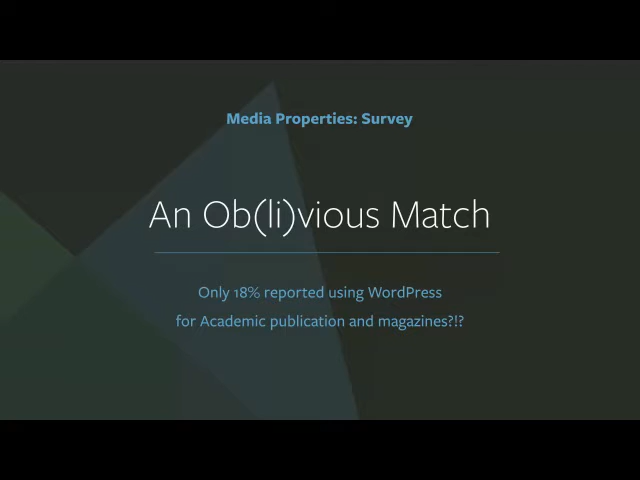 Media Properties: Survey
An Ob(li)vious Match
Only 18% reported using WordPress
for Academic publication and magazines?!?